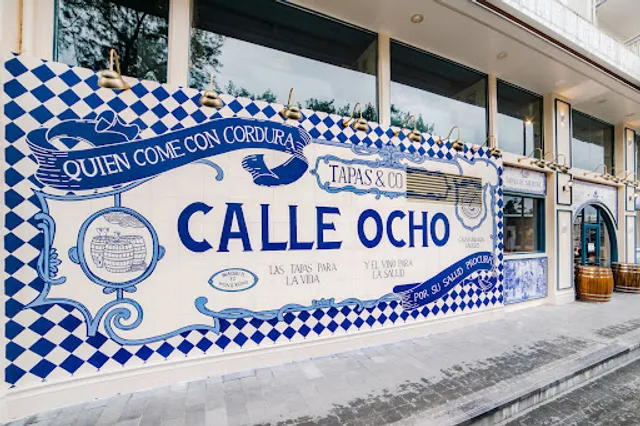 QUIEN COME CON CORDURA
TAPAS & CO
CALLE OCHO
LAS TAPAS PARA
LA VIDA
Y EL VINO PARA
LA SALUD
POR SU SALUD PROCURA